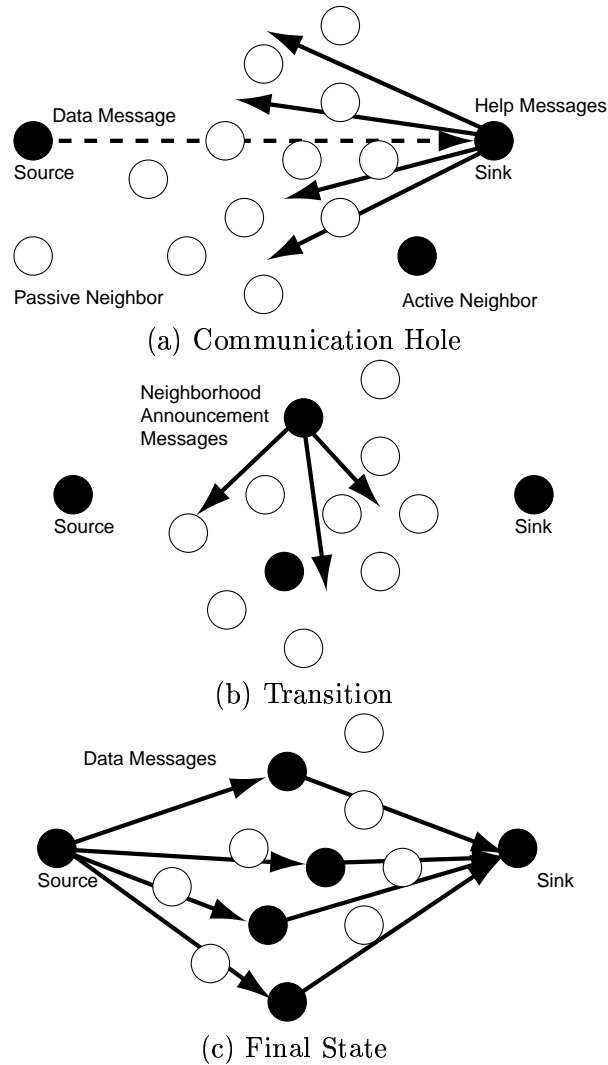 Data Message
Help Messages
Source
Sink
Passive Neighbor
Active Neighbor
(a) Communication Hole
Neighborhood
Announcement
Messages
Source
Sink
(b) Transition
Data Messages
Source
Sink
(c) Final State